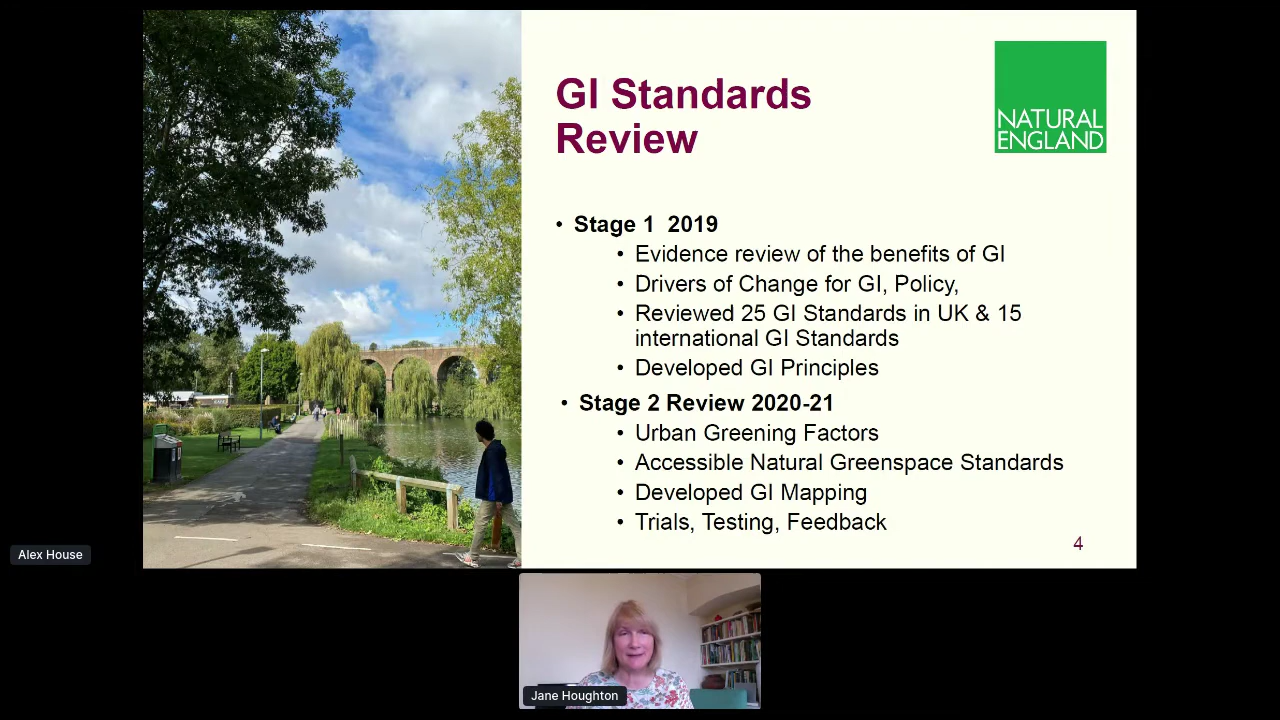 GI Standards
Review
NATURAL
ENGLAND
• Stage 1  2019
• Evidence review of the benefits of GI
• Drivers of Change for GI, Policy,
• Reviewed 25 GI Standards in UK & 15
international GI Standards
• Developed GI Principles
• Stage 2 Review 2020-21
• Urban Greening Factors
• Accessible Natural Greenspace Standards
• Developed GI Mapping
• Trials, Testing, Feedback
4
Alex House
Jane Houghton